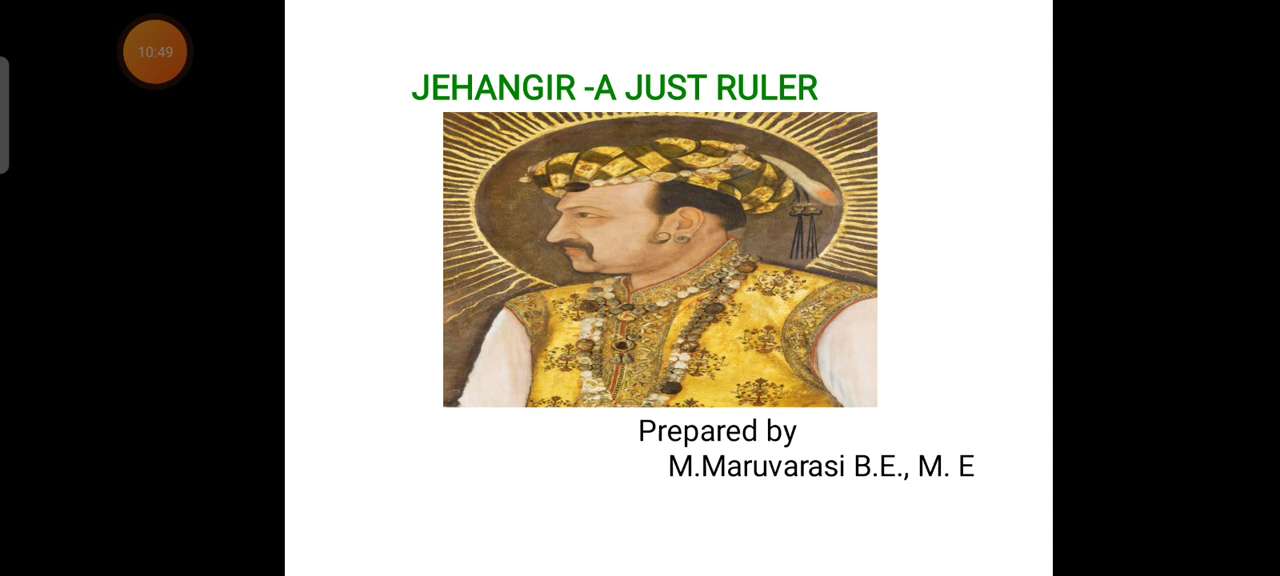 10:49
JEHANGIR -A JUST RULER
Prepared by
M.Maruvarasi B.E., M. E